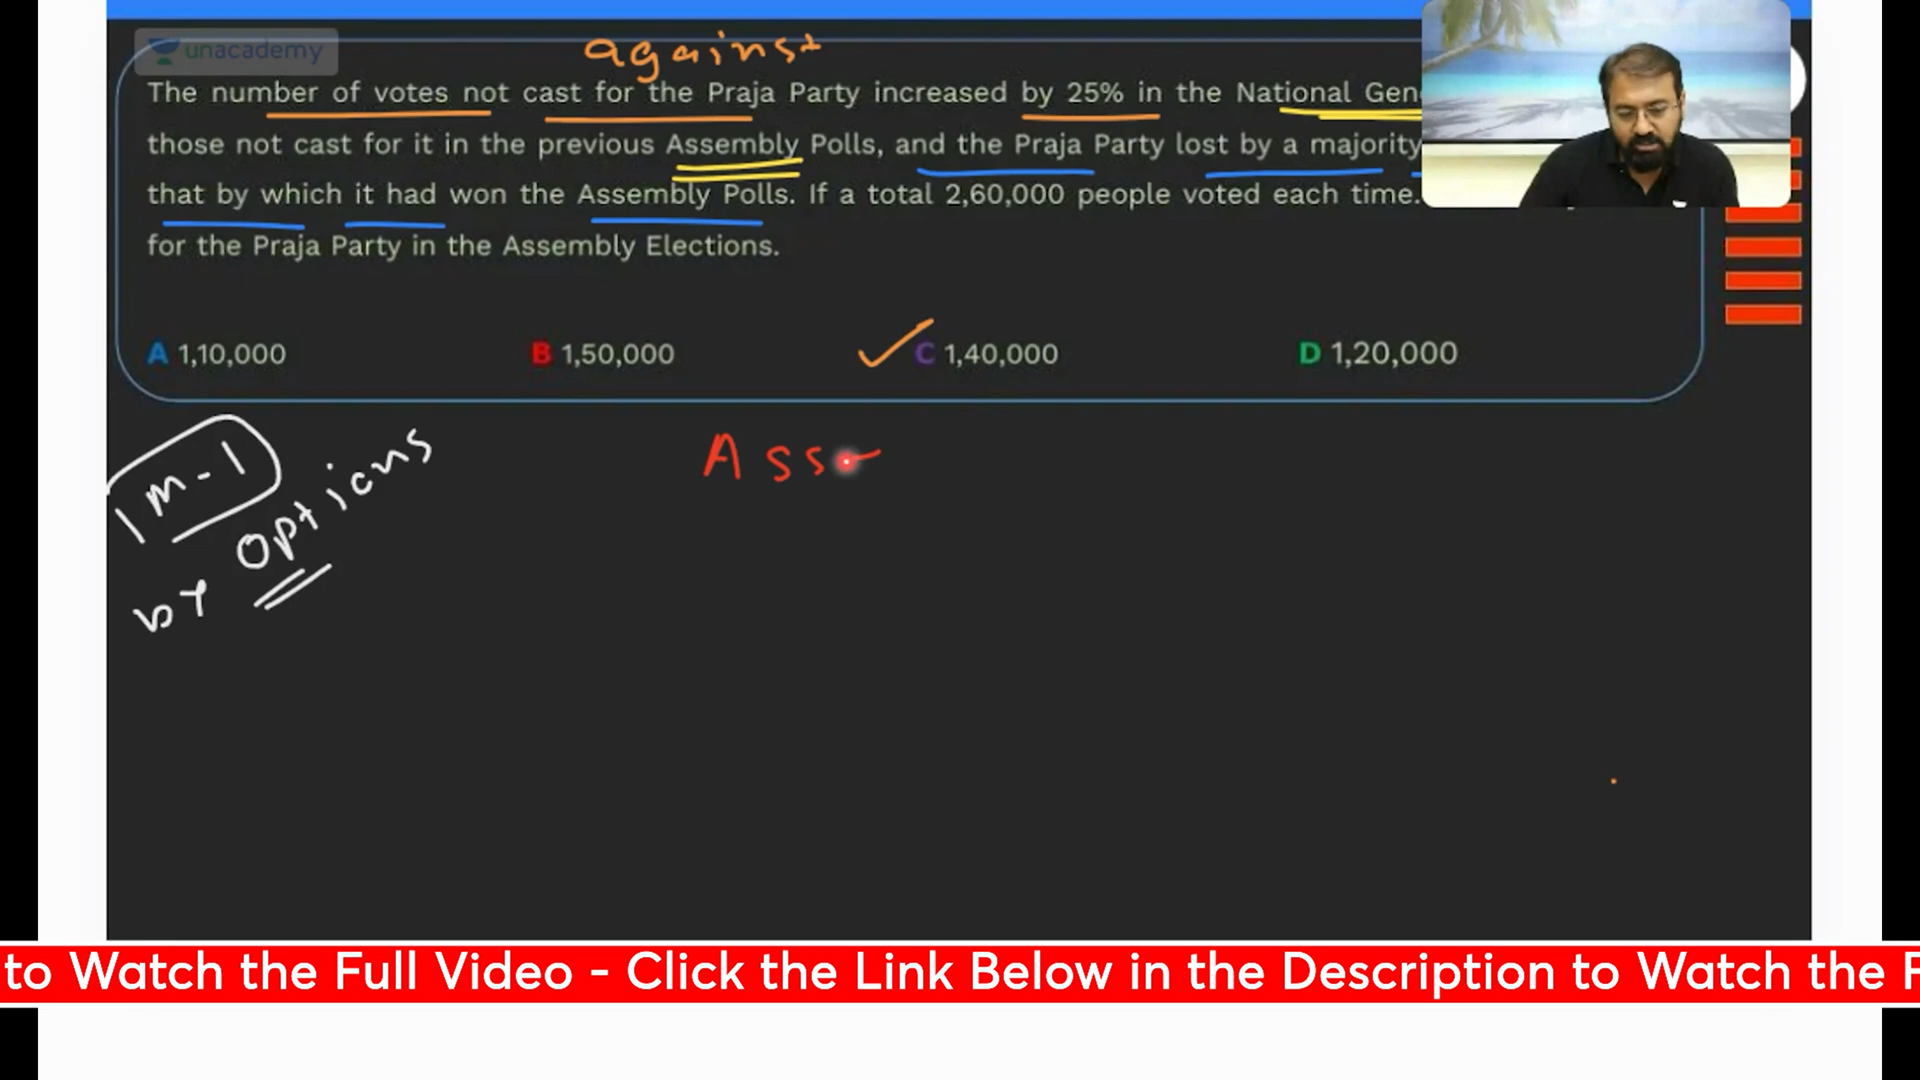 unacademy
against
The number of votes not cast for the Praja Party increased by 25% in the National Gen
those not cast for it in the previous Assembly Polls, and the Praja Party lost by a majority
that by which it had won the Assembly Polls. If a total 2,60,000 people voted each time.
for the Praja Party in the Assembly Elections.
A 1,10,000 B 1,50,000 C 1,40,000 D 1,20,000
M-1
by Options
Ass
to Watch the Full Video - Click the Link Below in the Description to Watch the F